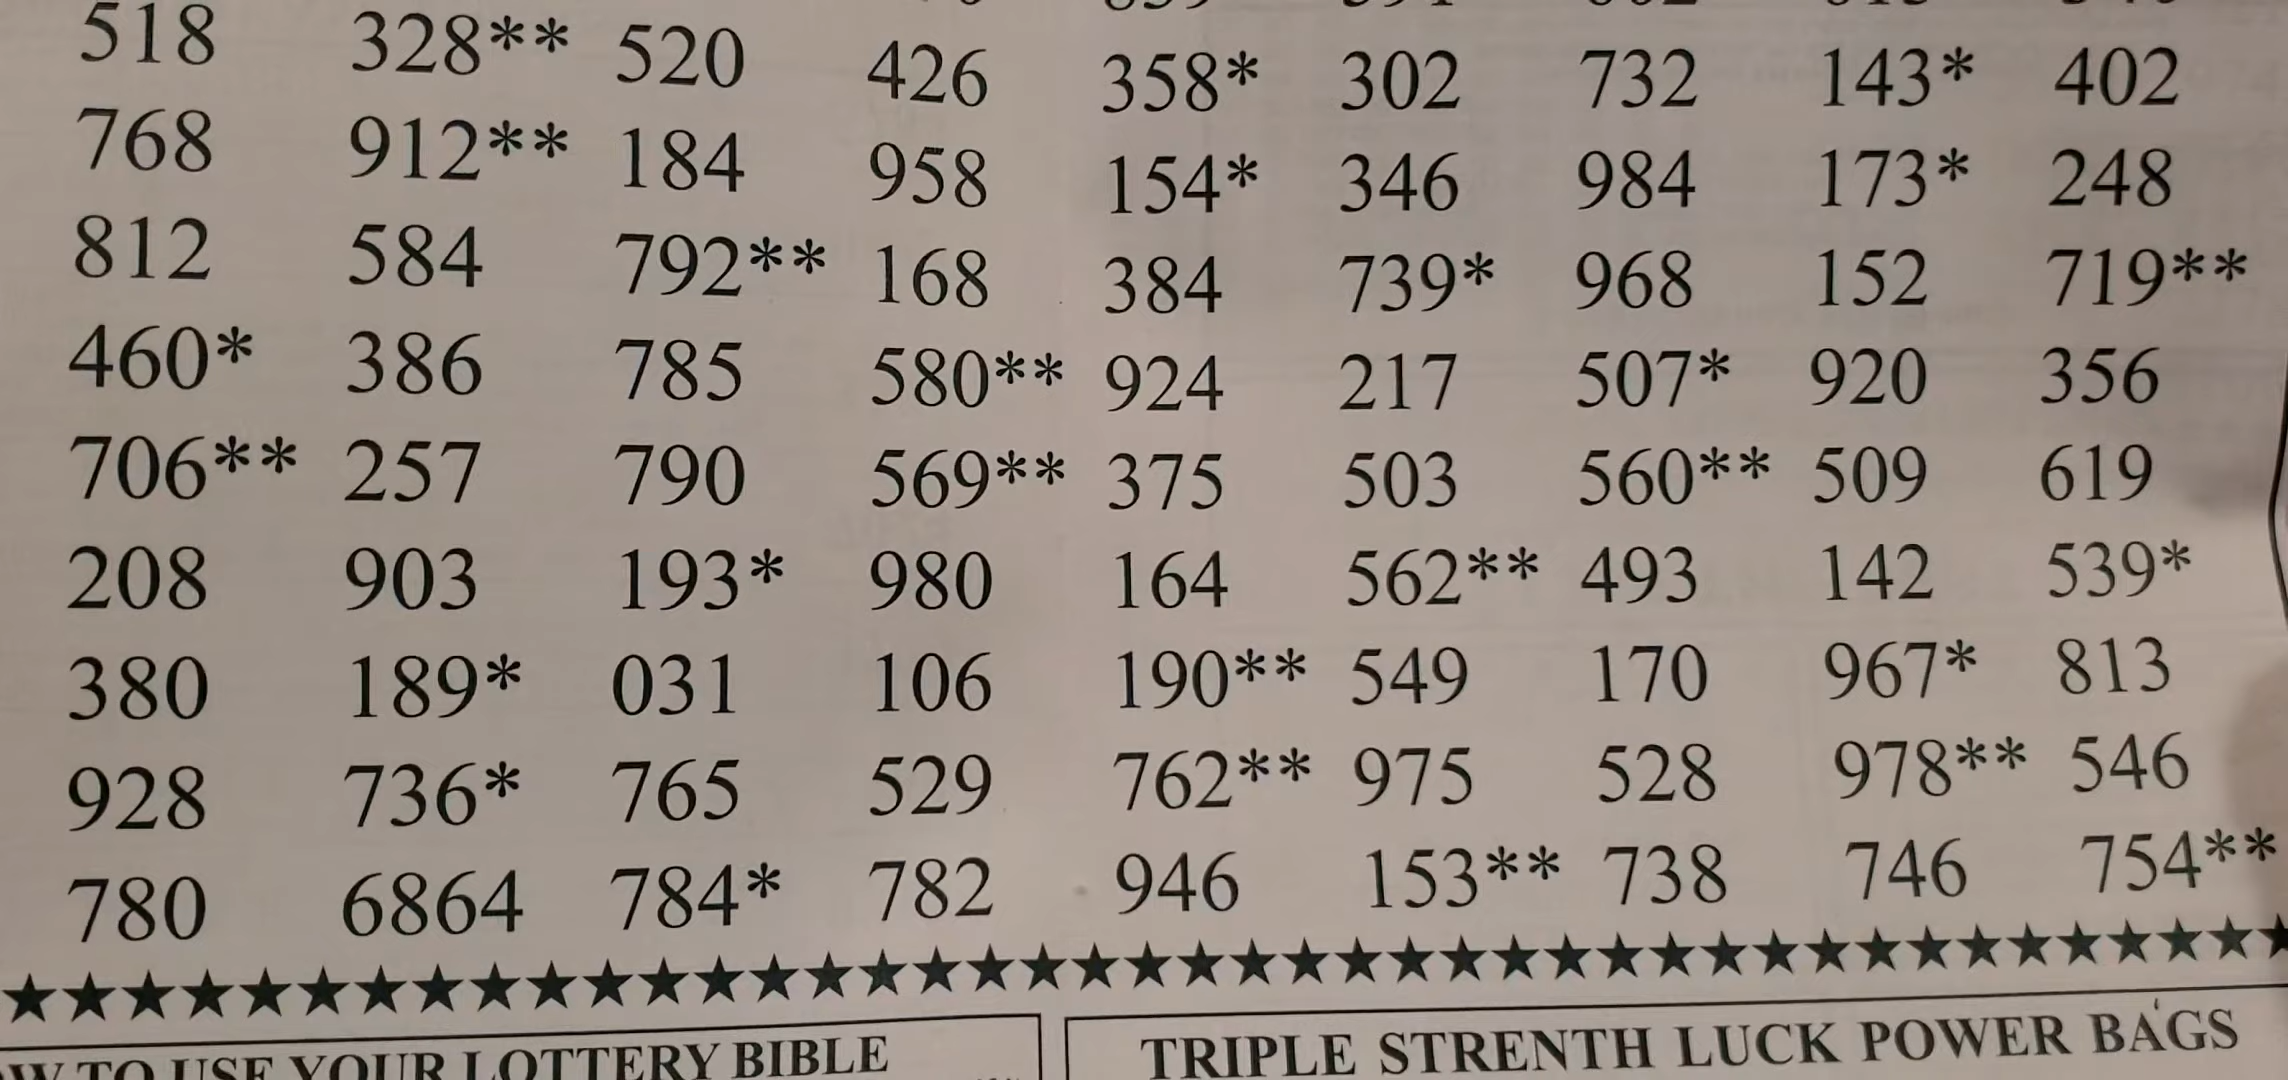 518 328** 520 426 358* 302 732 143* 402
768 912** 184 958 154* 346 984 173* 248
812 584 792** 168 384 739* 968 152 719**
460* 386 785 580** 924 217 507* 920 356
706** 257 790 569** 375 503 560** 509 619
208 903 193* 980 164 562** 493 142 539*
380 189* 031 106 190** 549 170 967* 813
928 736* 765 529 762** 975 528 978** 546
780 6864 784* 782 946 153** 738 746 754**
TO USE YOUR LOTTERY BIBLE
TRIPLE STRENTH LUCK POWER BAGS